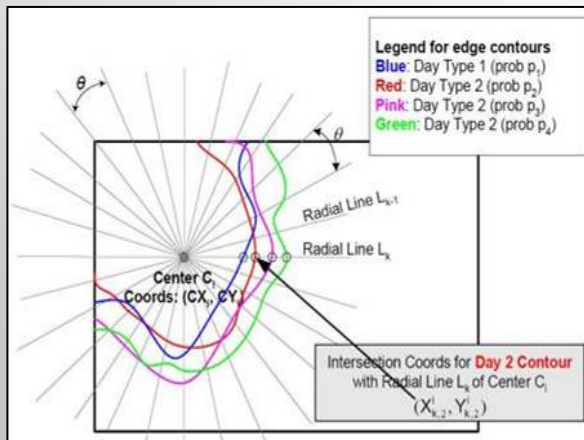 Legend for edge contours
Blue: Day Type 1 (prob p₁)
Red: Day Type 2 (prob p₂)
Pink: Day Type 2 (prob p₃)
Green: Day Type 2 (prob p₄)
θ
θ
Radial Line Lₖ₋₁
Radial Line Lₖ
Center Cᵢ
Coords: (CXᵢ, CYᵢ)
Intersection Coords for Day 2 Contour
with Radial Line Lₖ of Center Cᵢ
(Xⁱₖ,₂, Yⁱₖ,₂)